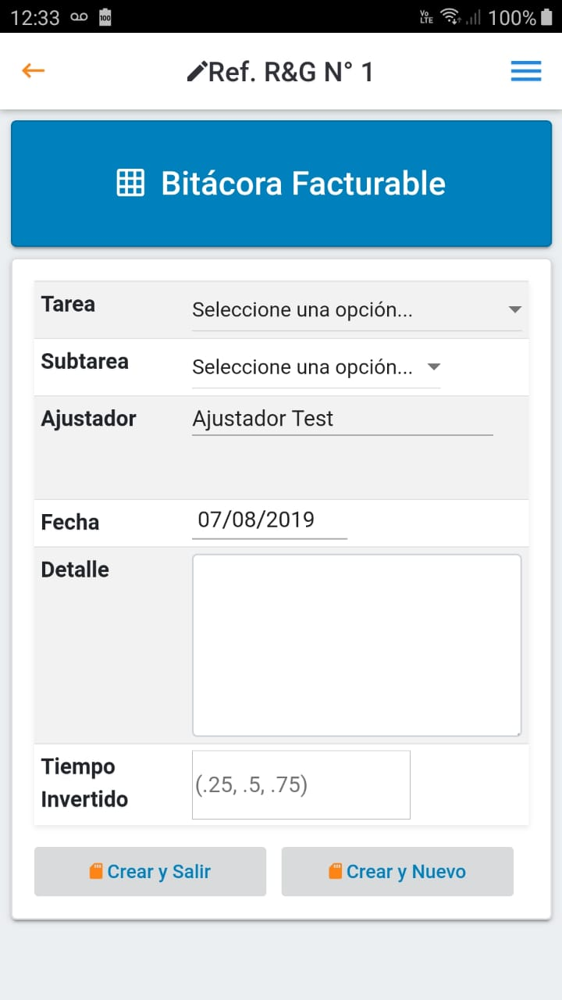 12:33 100 Vo LTE 100%
Ref. R&G N° 1
Bitácora Facturable
Tarea Seleccione una opción...
Subtarea Seleccione una opción...
Ajustador Ajustador Test
Fecha 07/08/2019
Detalle
Tiempo Invertido (.25, .5, .75)
Crear y Salir Crear y Nuevo